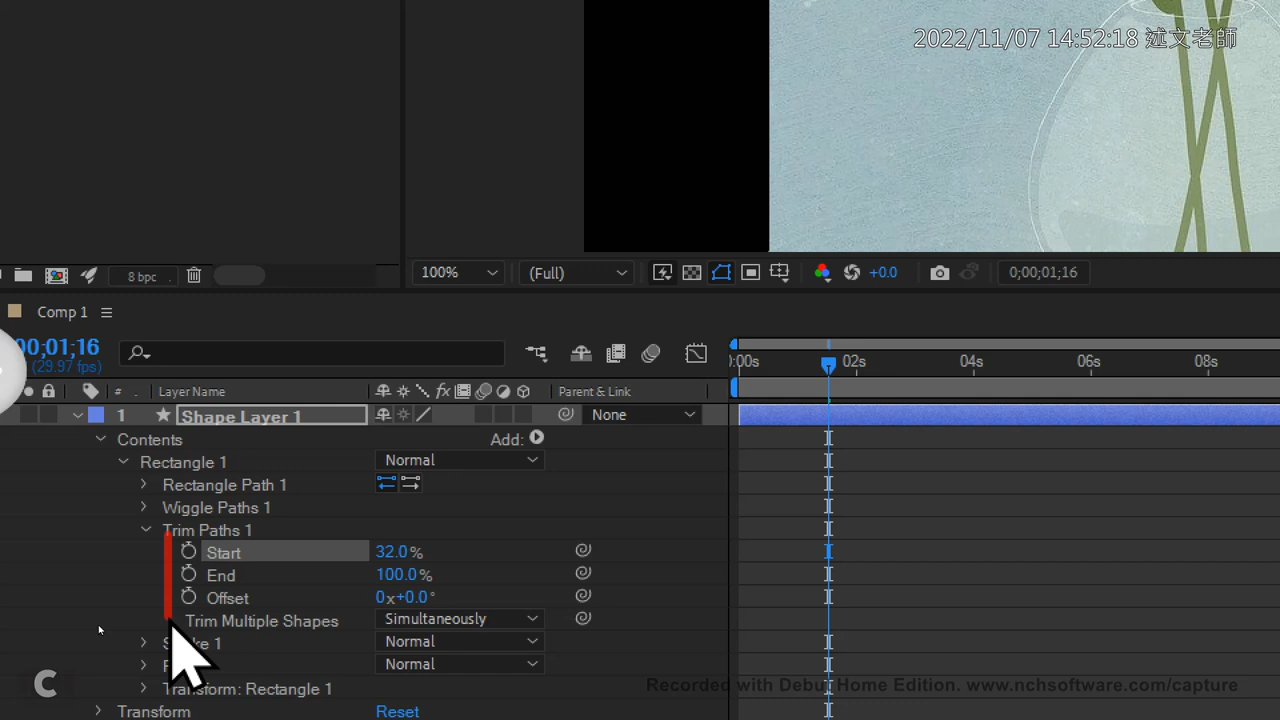 2022/11/07 14:52:18 述文老師
8 bpc
100%
(Full)
+0.0
0;00;01;16
Comp 1
00;01;16
(29.97 fps)
:00s 02s 04s 06s 08s
# . Layer Name fx Parent & Link
1 Shape Layer 1 None
Contents Add:
Rectangle 1 Normal
Rectangle Path 1
Wiggle Paths 1
Trim Paths 1
Start 32.0%
End 100.0%
Offset 0x+0.0°
Trim Multiple Shapes Simultaneously
1 Normal
Normal
Transform: Rectangle 1
C
Recorded with Debut Home Edition. www.nchsoftware.com/capture
Transform Reset